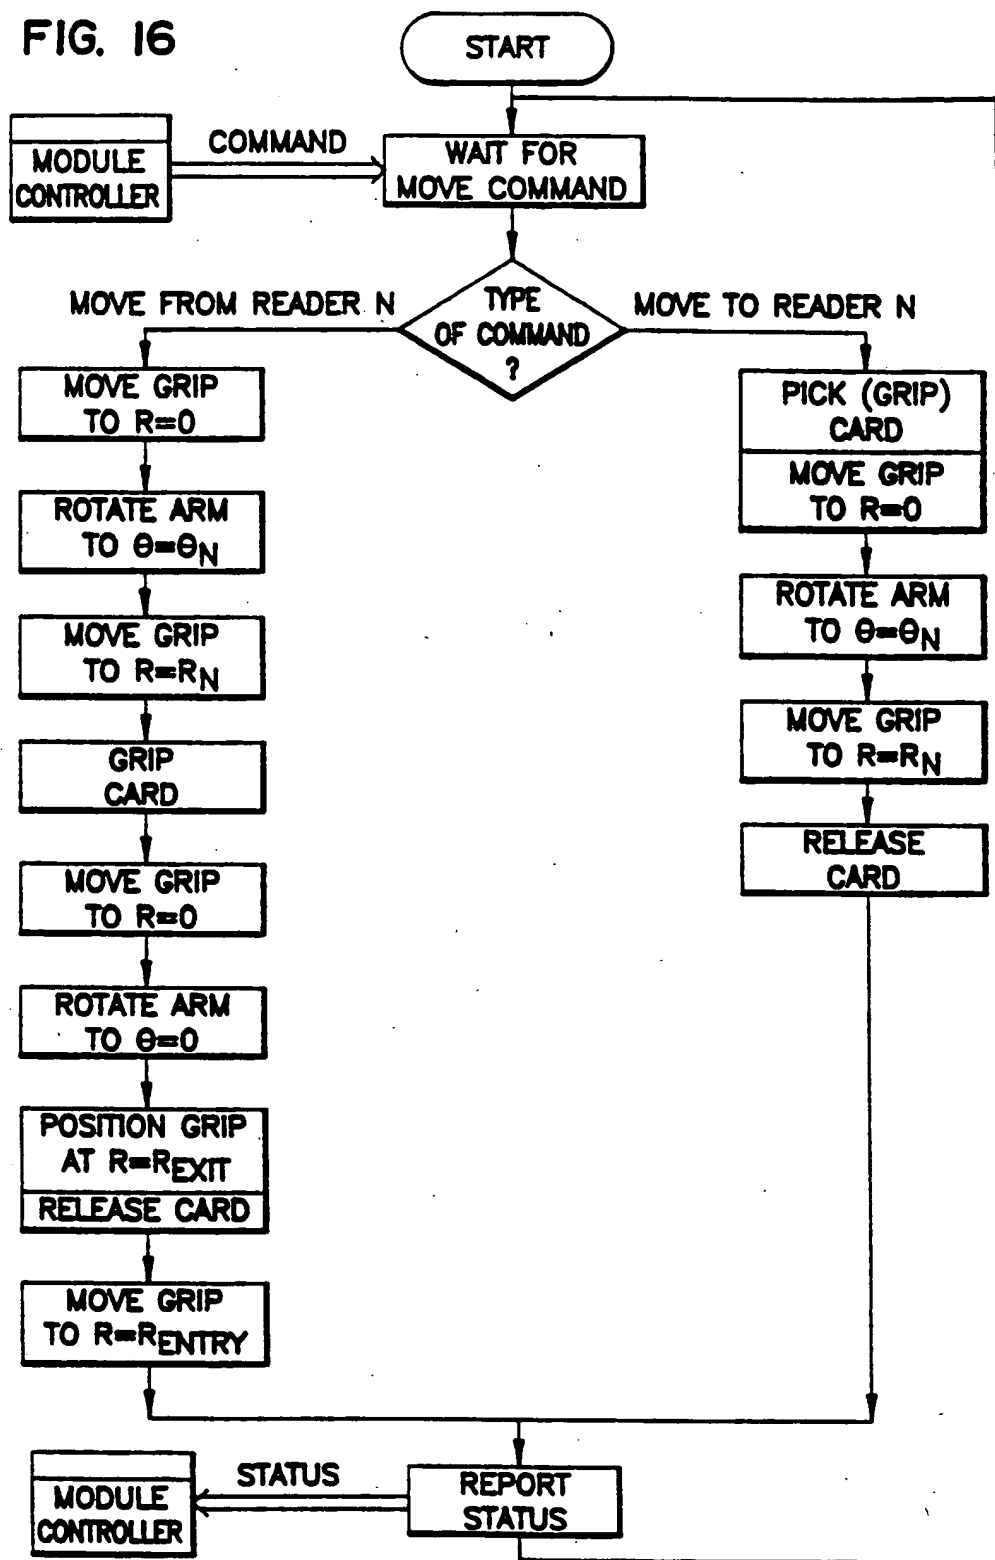 FIG. 16
START
COMMAND
MODULE
CONTROLLER
WAIT FOR
MOVE COMMAND
MOVE FROM READER N
TYPE
OF COMMAND
?
MOVE TO READER N
MOVE GRIP
TO R=0
ROTATE ARM
TO Θ=ΘN
MOVE GRIP
TO R=RN
GRIP
CARD
MOVE GRIP
TO R=0
ROTATE ARM
TO Θ=0
POSITION GRIP
AT R=REXIT
RELEASE CARD
MOVE GRIP
TO R=RENTRY
PICK (GRIP)
CARD
MOVE GRIP
TO R=0
ROTATE ARM
TO Θ=ΘN
MOVE GRIP
TO R=RN
RELEASE
CARD
REPORT
STATUS
STATUS
MODULE
CONTROLLER